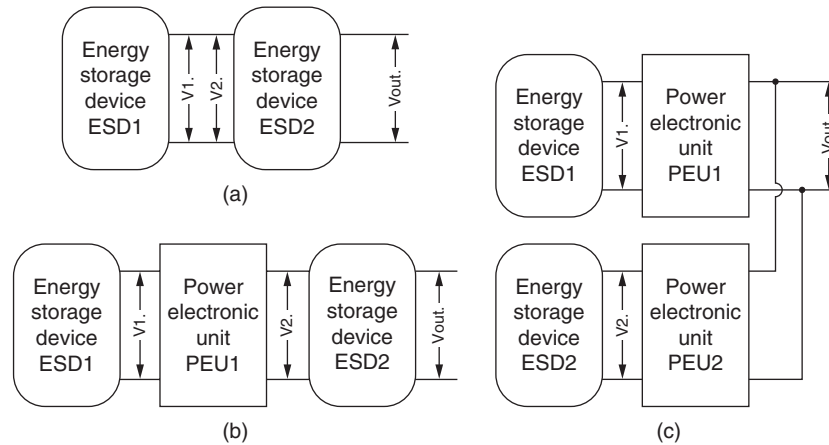 Energy
storage
device
ESD1
V1.
V2.
Energy
storage
device
ESD2
Vout.
(a)
Energy
storage
device
ESD1
V1.
Power
electronic
unit
PEU1
V2.
Energy
storage
device
ESD2
Vout.
(b)
Energy
storage
device
ESD1
V1.
Power
electronic
unit
PEU1
Vout.
Energy
storage
device
ESD2
V2.
Power
electronic
unit
PEU2
(c)